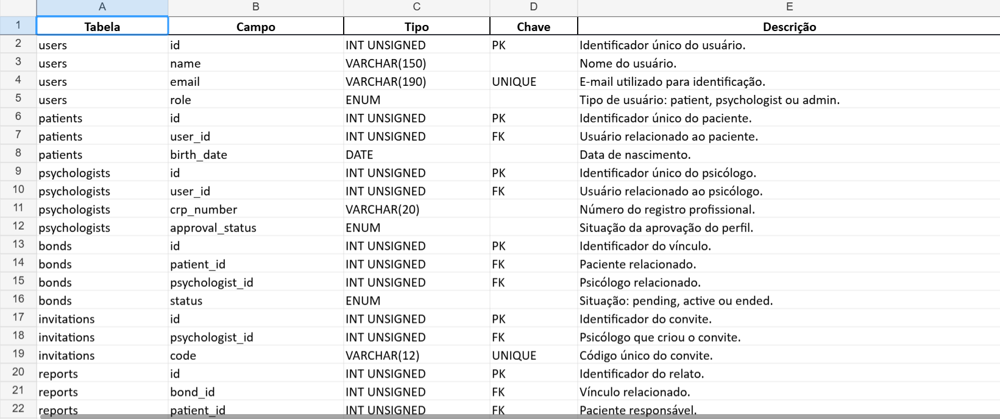 A B C D E
1 Tabela Campo Tipo Chave Descrição
2 users id INT UNSIGNED PK Identificador único do usuário.
3 users name VARCHAR(150) Nome do usuário.
4 users email VARCHAR(190) UNIQUE E-mail utilizado para identificação.
5 users role ENUM Tipo de usuário: patient, psychologist ou admin.
6 patients id INT UNSIGNED PK Identificador único do paciente.
7 patients user_id INT UNSIGNED FK Usuário relacionado ao paciente.
8 patients birth_date DATE Data de nascimento.
9 psychologists id INT UNSIGNED PK Identificador único do psicólogo.
10 psychologists user_id INT UNSIGNED FK Usuário relacionado ao psicólogo.
11 psychologists crp_number VARCHAR(20) Número do registro profissional.
12 psychologists approval_status ENUM Situação da aprovação do perfil.
13 bonds id INT UNSIGNED PK Identificador do vínculo.
14 bonds patient_id INT UNSIGNED FK Paciente relacionado.
15 bonds psychologist_id INT UNSIGNED FK Psicólogo relacionado.
16 bonds status ENUM Situação: pending, active ou ended.
17 invitations id INT UNSIGNED PK Identificador do convite.
18 invitations psychologist_id INT UNSIGNED FK Psicólogo que criou o convite.
19 invitations code VARCHAR(12) UNIQUE Código único do convite.
20 reports id INT UNSIGNED PK Identificador do relato.
21 reports bond_id INT UNSIGNED FK Vínculo relacionado.
22 reports patient_id INT UNSIGNED FK Paciente responsável.